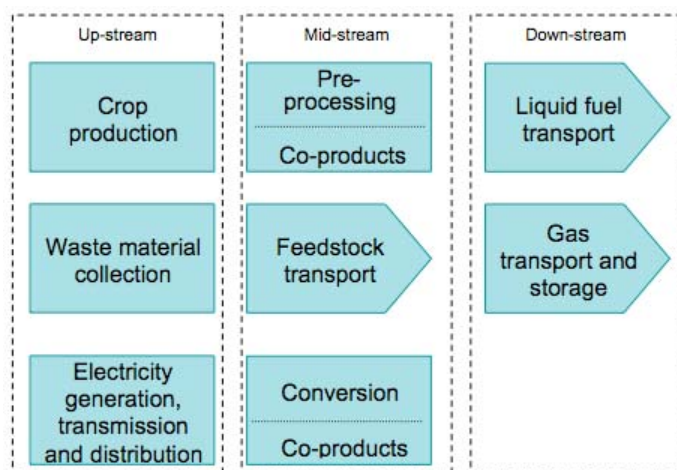 Up-stream
Mid-stream
Down-stream
Crop
production
Pre-
processing
Co-products
Liquid fuel
transport
Waste material
collection
Feedstock
transport
Gas
transport and
storage
Electricity
generation,
transmission
and distribution
Conversion
Co-products